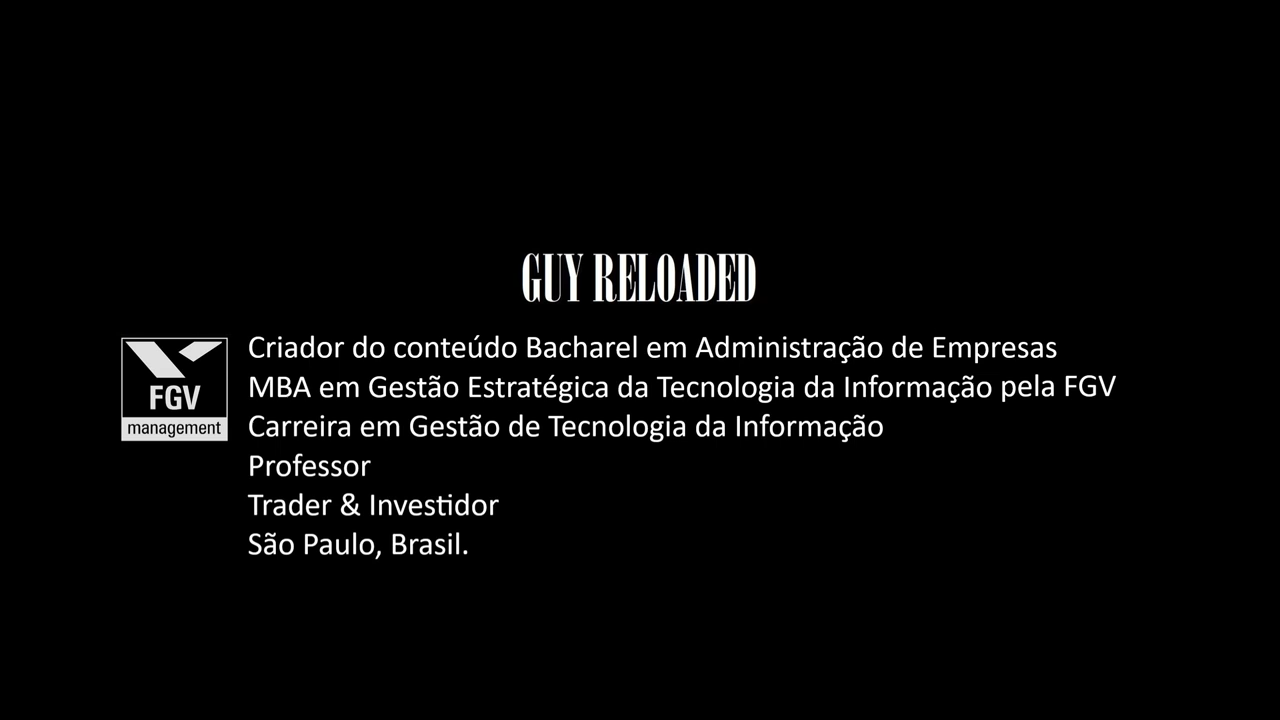 GUY RELOADED
Criador do conteúdo Bacharel em Administração de Empresas
MBA em Gestão Estratégica da Tecnologia da Informação pela FGV
Carreira em Gestão de Tecnologia da Informação
Professor
Trader & Investidor
São Paulo, Brasil.
FGV
management